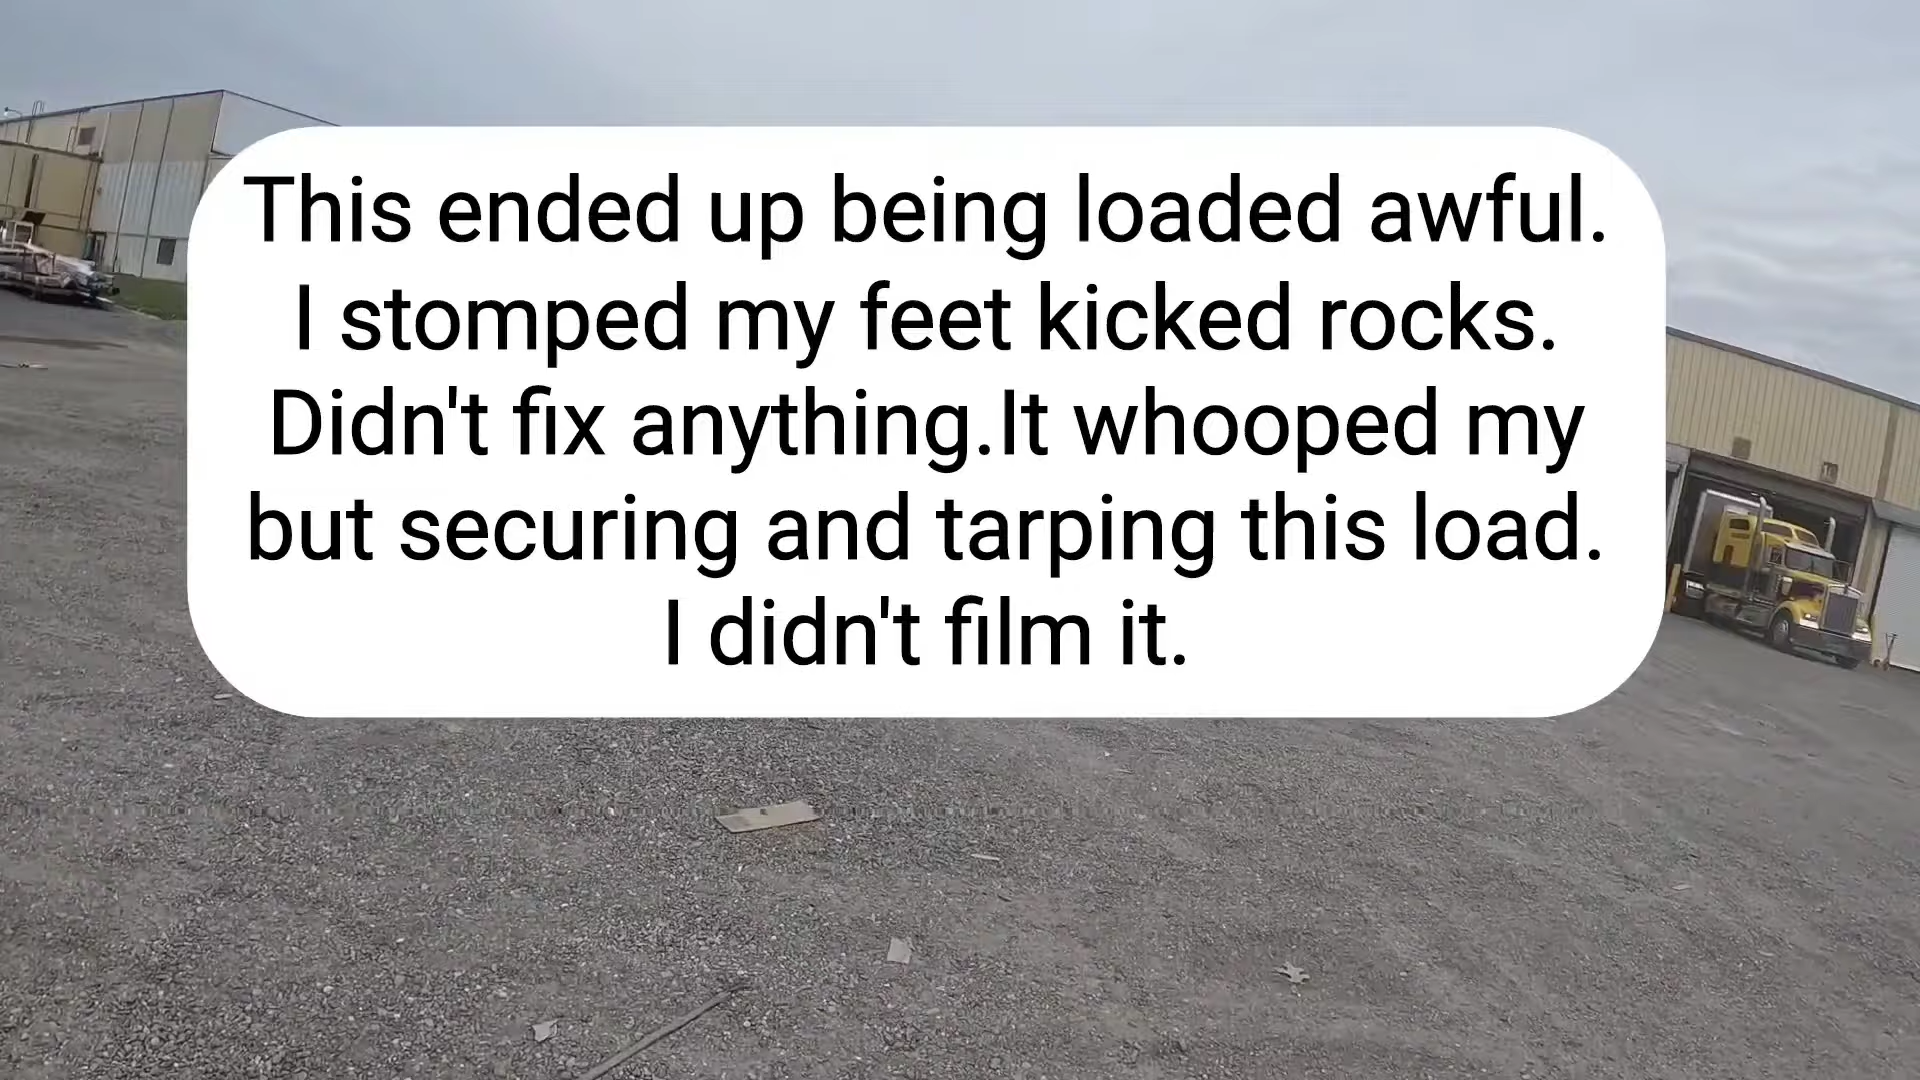 This ended up being loaded awful.
I stomped my feet kicked rocks.
Didn't fix anything.It whooped my
but securing and tarping this load.
I didn't film it.